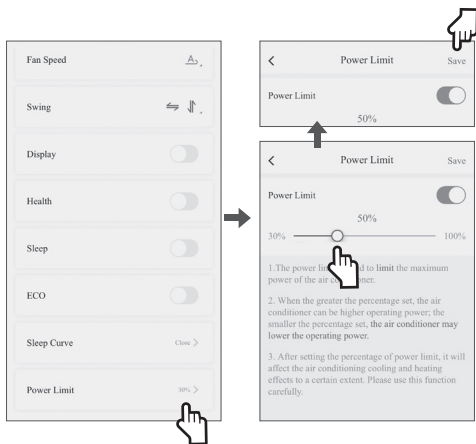 Fan Speed A
Swing
Display
Health
Sleep
ECO
Sleep Curve Close >
Power Limit 30% >
< Power Limit Save
Power Limit
50%
< Power Limit Save
Power Limit
50%
30% 100%
1.The power to limit the maximum
power of the air
2. When the greater the percentage set, the air
conditioner can be higher operating power; the
smaller the percentage set, the air conditioner may
lower the operating power.
3. After setting the percentage of power limit, it will
affect the air conditioning cooling and heating
effects to a certain extent. Please use this function
carefully.